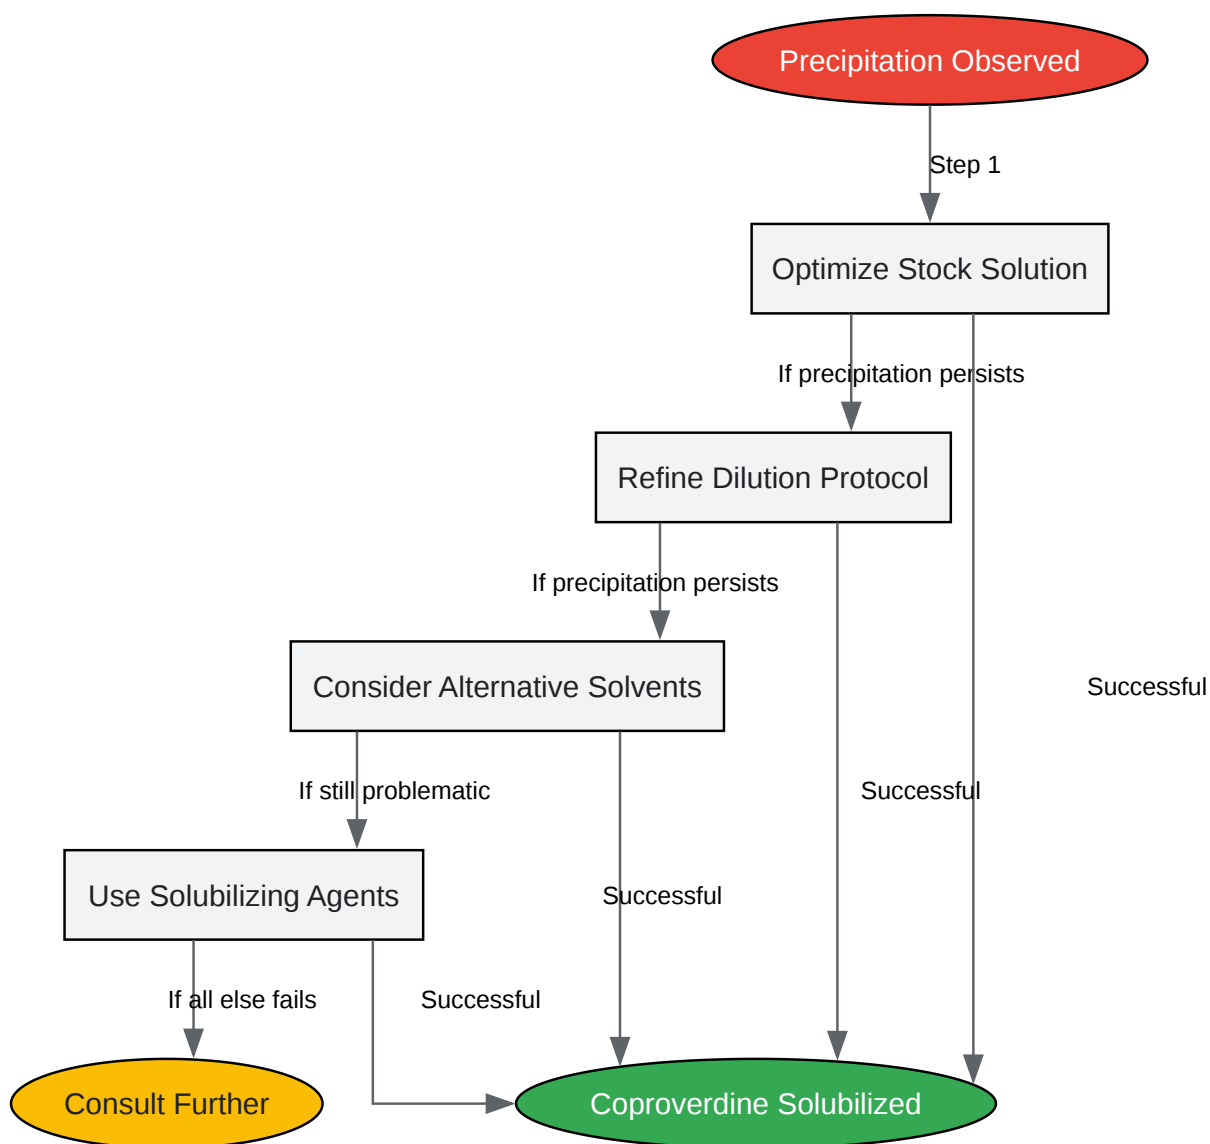 Precipitation Observed
Step 1
Optimize Stock Solution
If precipitation persists
Refine Dilution Protocol
If precipitation persists
Consider Alternative Solvents
Successful
If still problematic
Successful
Use Solubilizing Agents
Successful
If all else fails
Successful
Consult Further
Coproverdine Solubilized